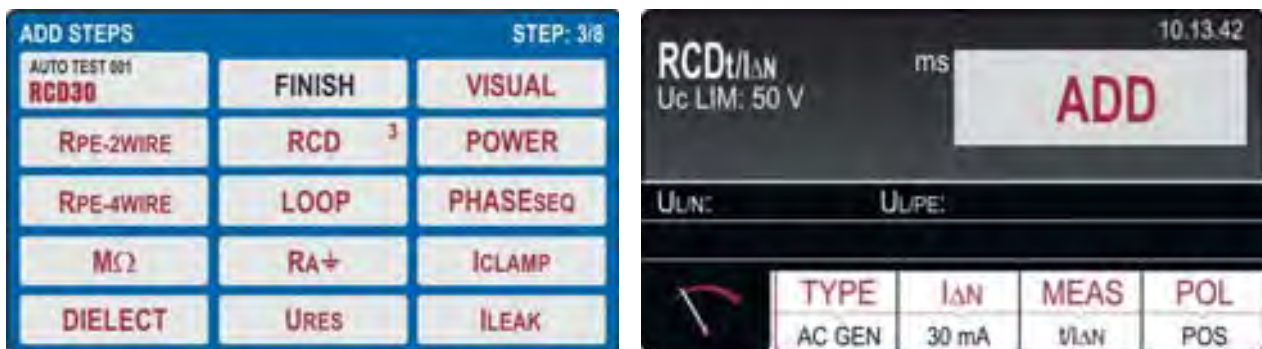 ADD STEPS STEP: 3/8
AUTO TEST 001
RCD30
FINISH VISUAL
RPE-2WIRE RCD 3 POWER
RPE-4WIRE LOOP PHASESEQ
MΩ RA⏚ ICLAMP
DIELECT URES ILEAK
10.13.42
RCDt/IΔN ms ADD
Uc LIM: 50 V
UL/N: UL/PE:
TYPE IΔN MEAS POL
AC GEN 30 mA t/IΔN POS